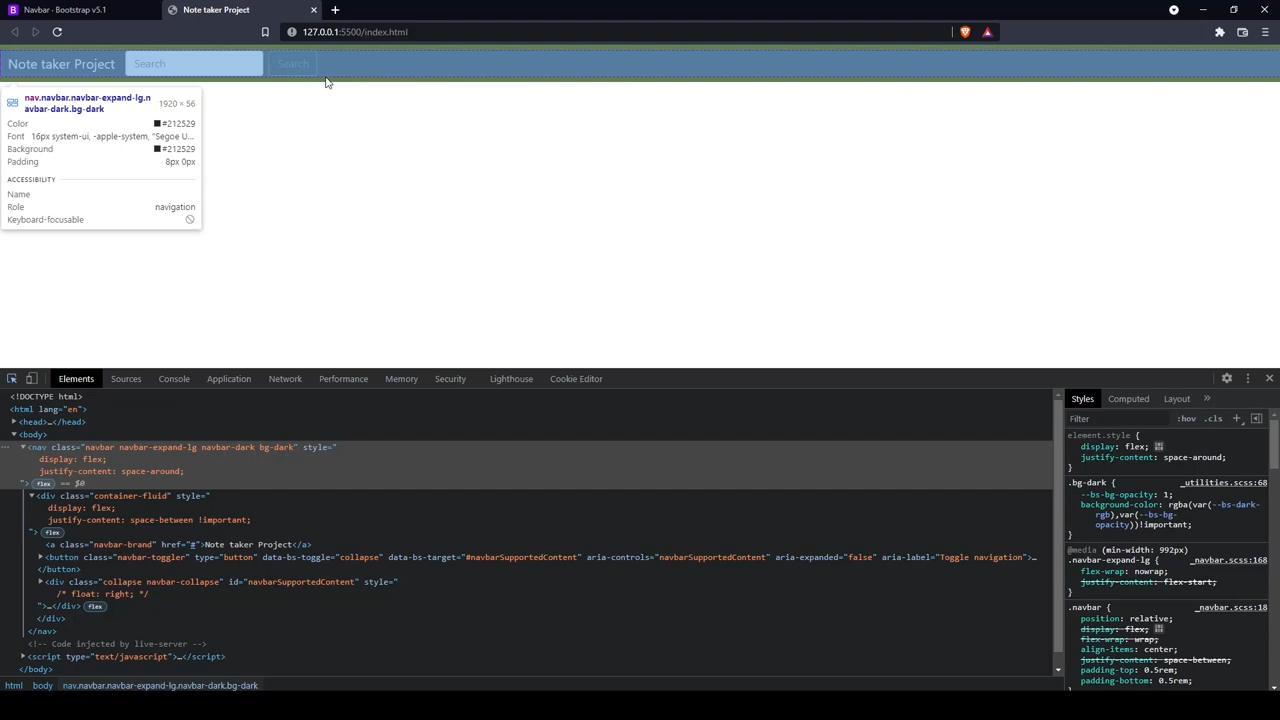 Navbar · Bootstrap v5.1
Note taker Project
127.0.0.1:5500/index.html
Note taker Project
Search
Search
nav.navbar.navbar-expand-lg.n
avbar-dark.bg-dark
1920 × 56
Color #212529
Font 16px system-ui, -apple-system, "Segoe U...
Background #212529
Padding 8px 0px
ACCESSIBILITY
Name
Role navigation
Keyboard-focusable
Elements Sources Console Application Network Performance Memory Security Lighthouse Cookie Editor
<!DOCTYPE html>
<html lang="en">
<head>…</head>
<body>
<nav class="navbar navbar-expand-lg navbar-dark bg-dark" style="
display: flex;
justify-content: space-around;
"> flex == $0
<div class="container-fluid" style="
display: flex;
justify-content: space-between !important;
"> flex
<a class="navbar-brand" href="#">Note taker Project</a>
<button class="navbar-toggler" type="button" data-bs-toggle="collapse" data-bs-target="#navbarSupportedContent" aria-controls="navbarSupportedContent" aria-expanded="false" aria-label="Toggle navigation">…
</button>
<div class="collapse navbar-collapse" id="navbarSupportedContent" style="
/* float: right; */
">…</div> flex
</div>
</nav>
<!-- Code injected by live-server -->
<script type="text/javascript">…</script>
</body>
html body nav.navbar.navbar-expand-lg.navbar-dark.bg-dark
Styles Computed Layout »
Filter :hov .cls +
element.style {
display: flex;
justify-content: space-around;
}
.bg-dark { _utilities.scss:68
--bs-bg-opacity: 1;
background-color: rgba(var(--bs-dark-
rgb),var(--bs-bg-
opacity))!important;
}
@media (min-width: 992px)
.navbar-expand-lg { _navbar.scss:168
flex-wrap: nowrap;
justify-content: flex-start;
}
.navbar { _navbar.scss:18
position: relative;
display: flex;
flex-wrap: wrap;
align-items: center;
justify-content: space-between;
padding-top: 0.5rem;
padding-bottom: 0.5rem;